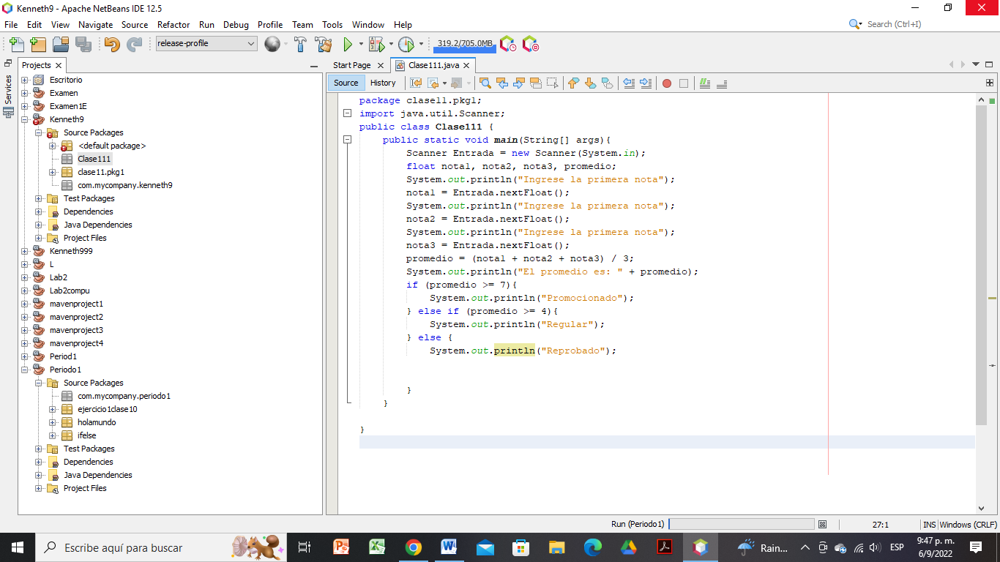 Kenneth9 - Apache NetBeans IDE 12.5
File Edit View Navigate Source Refactor Run Debug Profile Team Tools Window Help
Search (Ctrl+I)
release-profile
319.2/705.0MB
Services
Projects
Escritorio
Examen
Examen1E
Kenneth9
Source Packages
<default package>
Clase111
clase11.pkg1
com.mycompany.kenneth9
Test Packages
Dependencies
Java Dependencies
Project Files
Kenneth999
L
Lab2
Lab2compu
mavenproject1
mavenproject2
mavenproject3
mavenproject4
Period1
Periodo1
Source Packages
com.mycompany.periodo1
ejercicio1clase10
holamundo
ifelse
Test Packages
Dependencies
Java Dependencies
Project Files
Start Page
Clase111.java
Source
History
package clase11.pkg1;
import java.util.Scanner;
public class Clase111 {
public static void main(String[] args){
Scanner Entrada = new Scanner(System.in);
float nota1, nota2, nota3, promedio;
System.out.println("Ingrese la primera nota");
nota1 = Entrada.nextFloat();
System.out.println("Ingrese la primera nota");
nota2 = Entrada.nextFloat();
System.out.println("Ingrese la primera nota");
nota3 = Entrada.nextFloat();
promedio = (nota1 + nota2 + nota3) / 3;
System.out.println("El promedio es: " + promedio);
if (promedio >= 7){
System.out.println("Promocionado");
} else if (promedio >= 4){
System.out.println("Regular");
} else {
System.out.println("Reprobado");
}
}
}
Run (Periodo1)
27:1
INS
Windows (CRLF)
Escribe aquí para buscar
Rain...
ESP
9:47 p. m.
6/9/2022